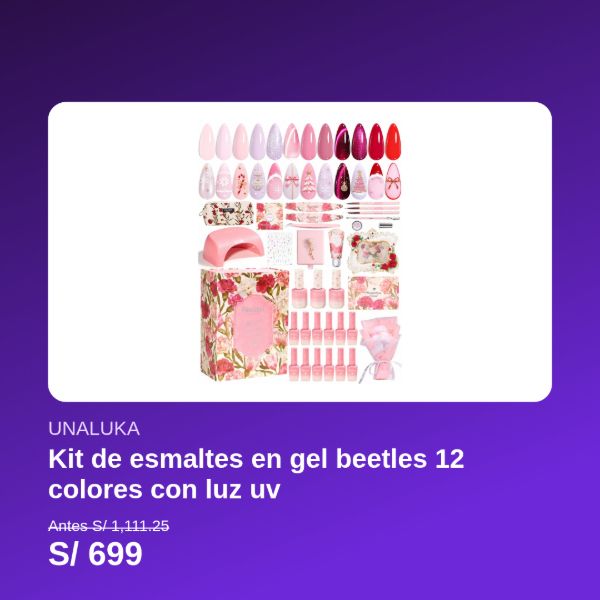 UNALUKA
Kit de esmaltes en gel beetles 12
colores con luz uv
Antes S/ 1,111.25
S/ 699